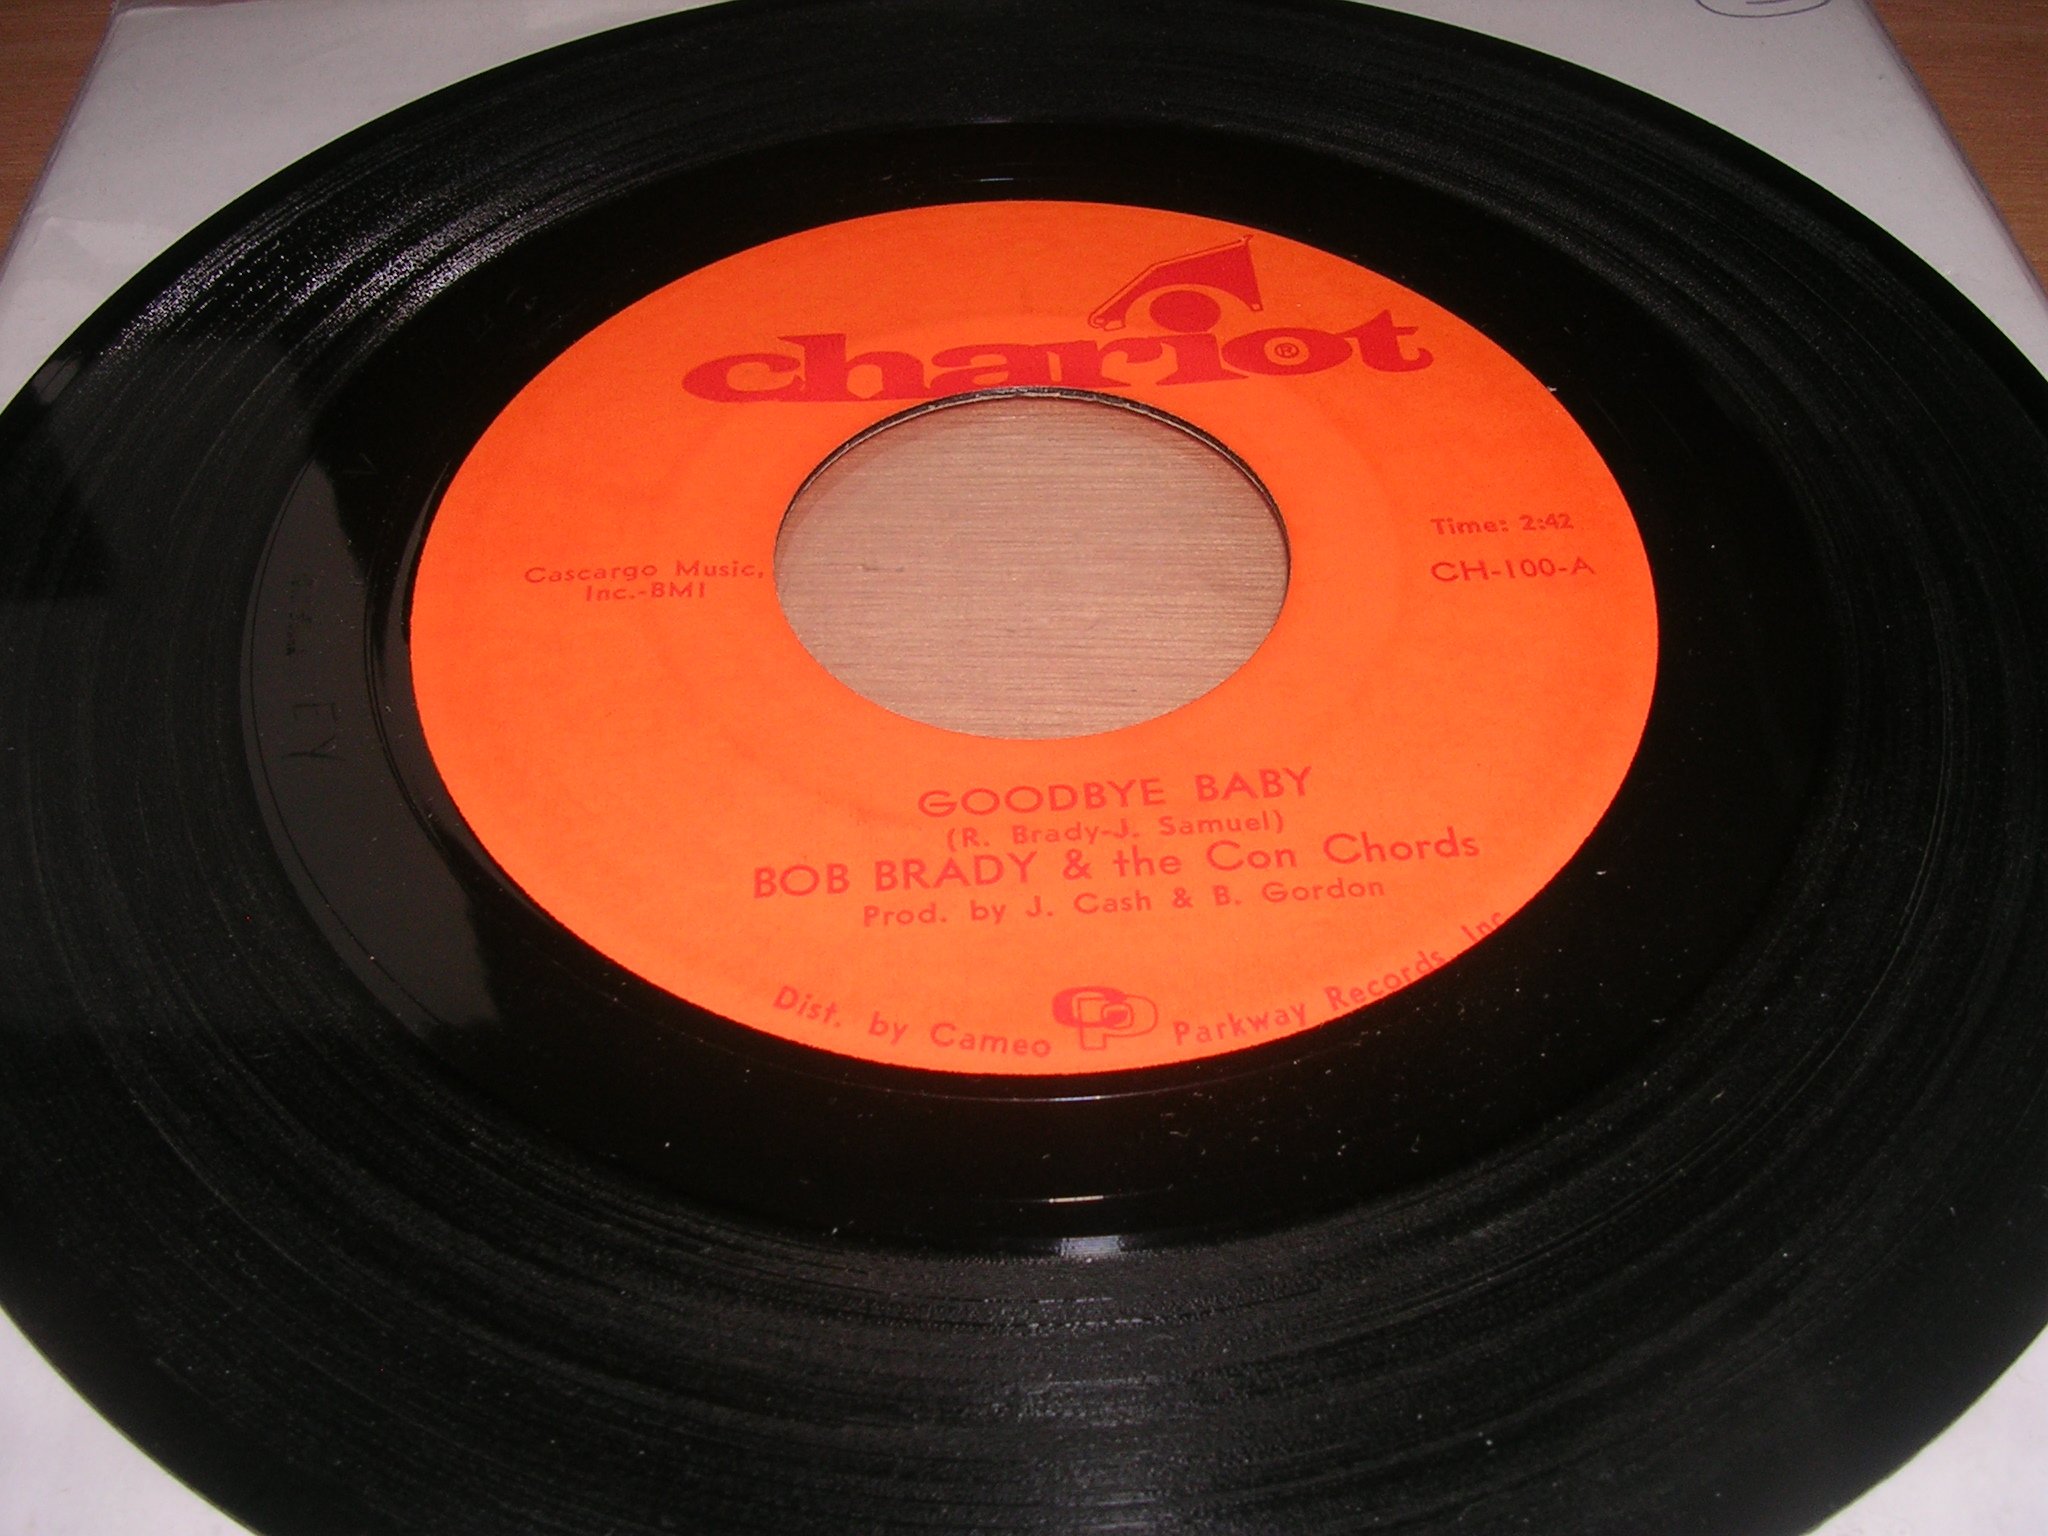 chariot ®
Time: 2:42
CH-100-A
Cascargo Music,
Inc.-BMI
GOODBYE BABY
(R. Brady-J. Samuel)
BOB BRADY & the Con Chords
Prod. by J. Cash & B. Gordon
Dist. by Cameo CP Parkway Records, Inc.